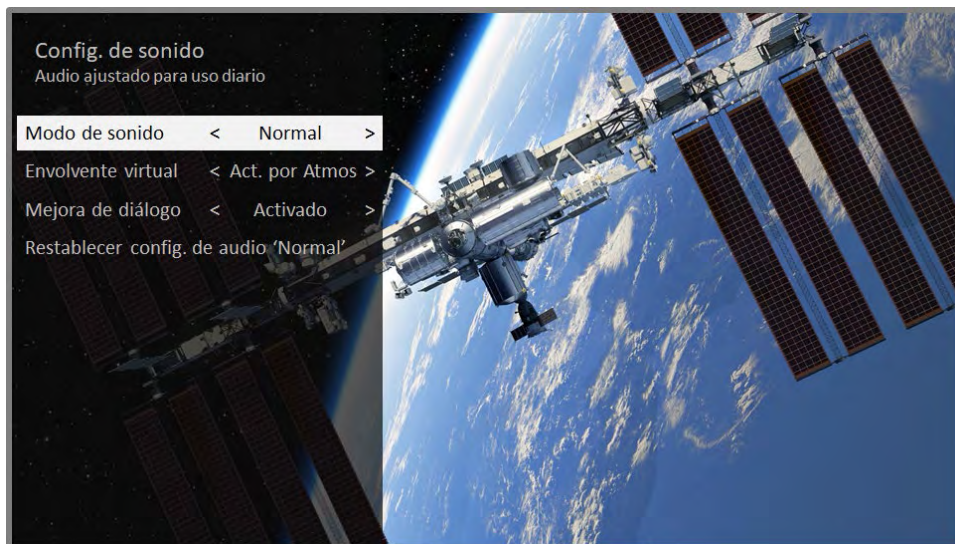 Config. de sonido
Audio ajustado para uso diario
Modo de sonido < Normal >
Envolvente virtual < Act. por Atmos >
Mejora de diálogo < Activado >
Restablecer config. de audio ‘Normal’